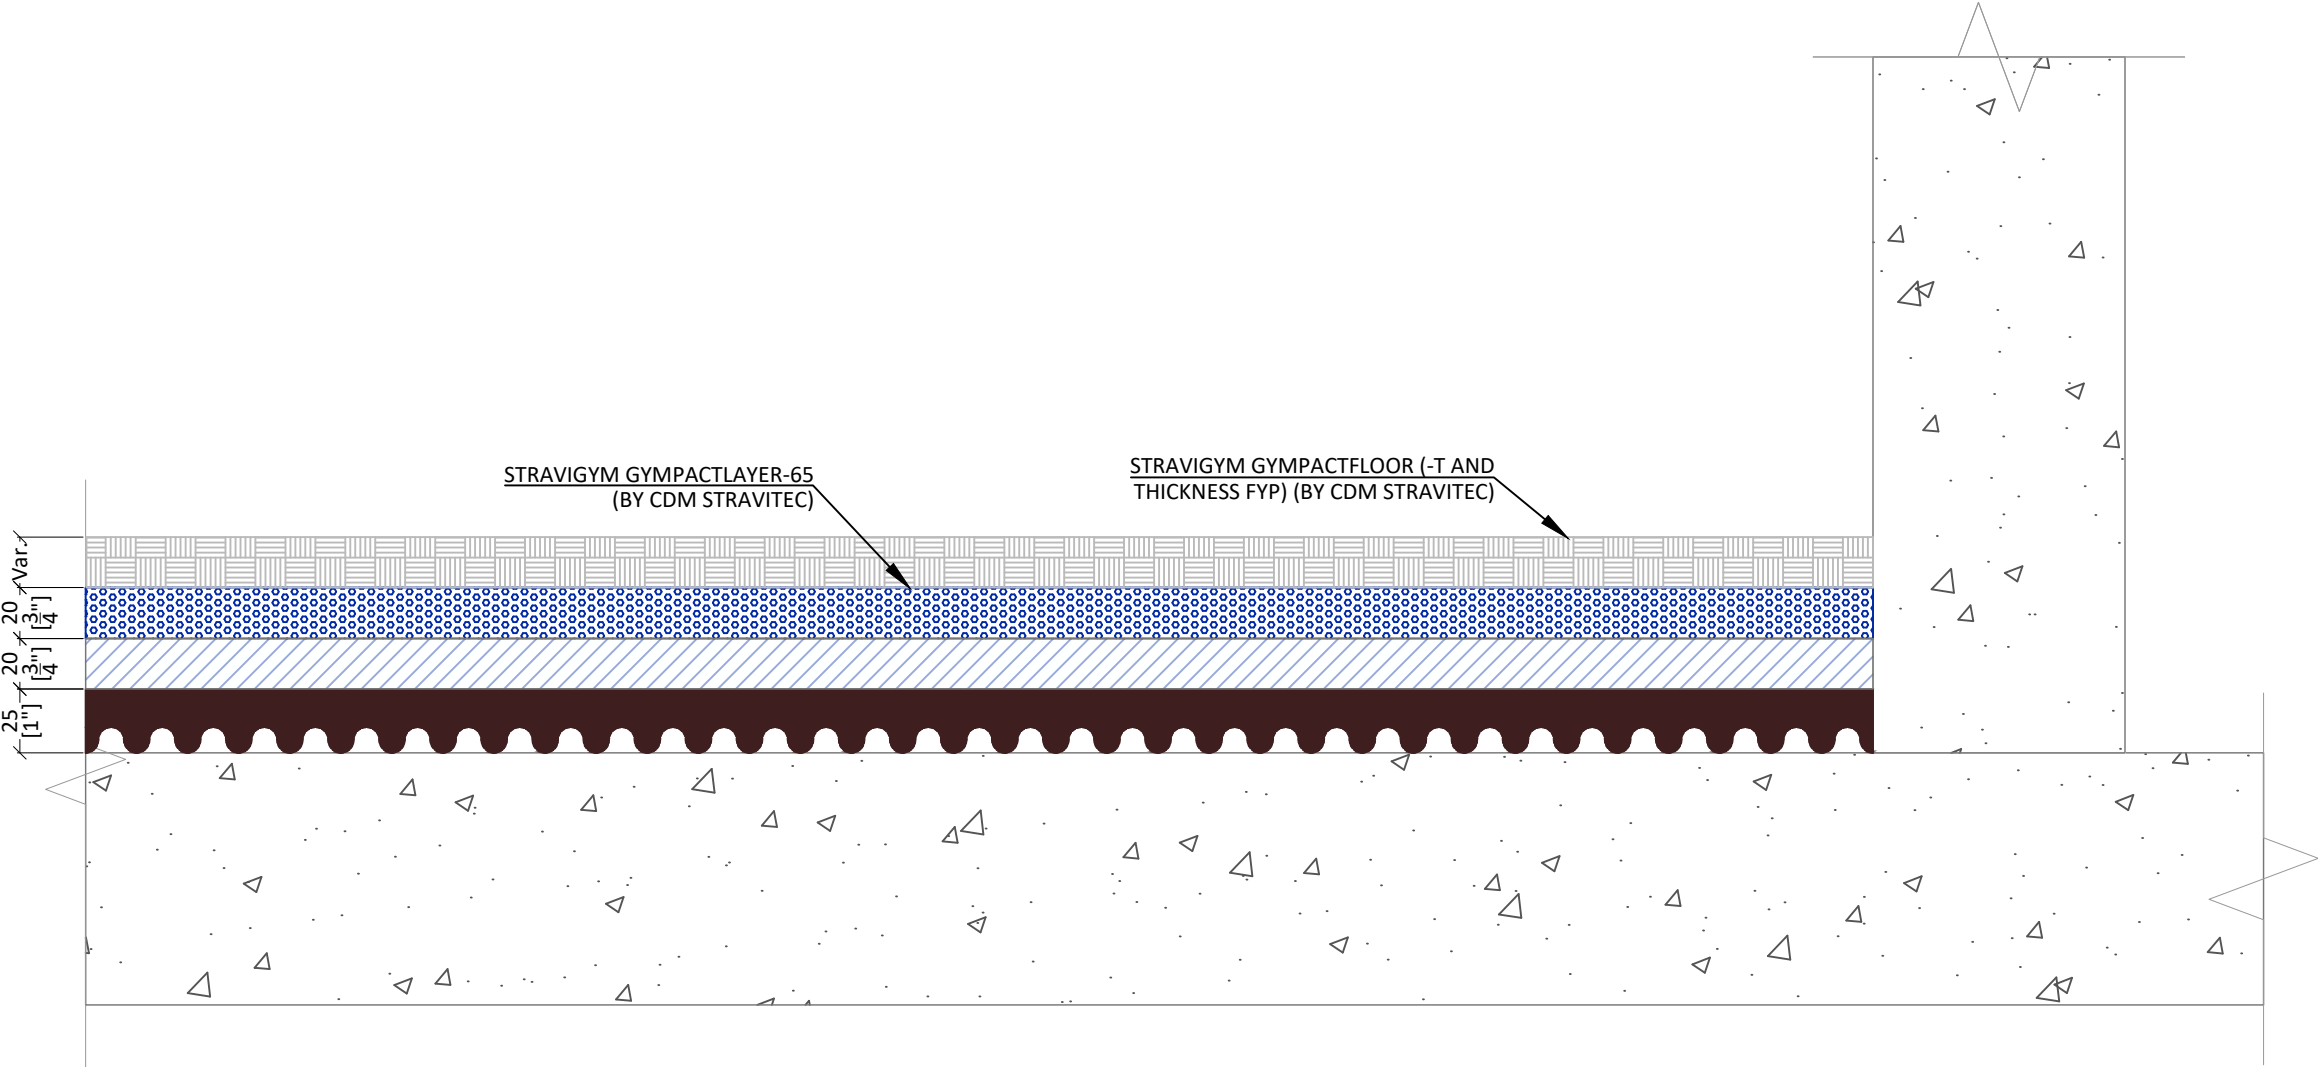 STRAVIGYM GYMPACTLAYER-65
(BY CDM STRAVITEC)
STRAVIGYM GYMPACTFLOOR (-T AND
THICKNESS FYP) (BY CDM STRAVITEC)
Var.
20
[3/4"]
20
[3/4"]
25
[1"]